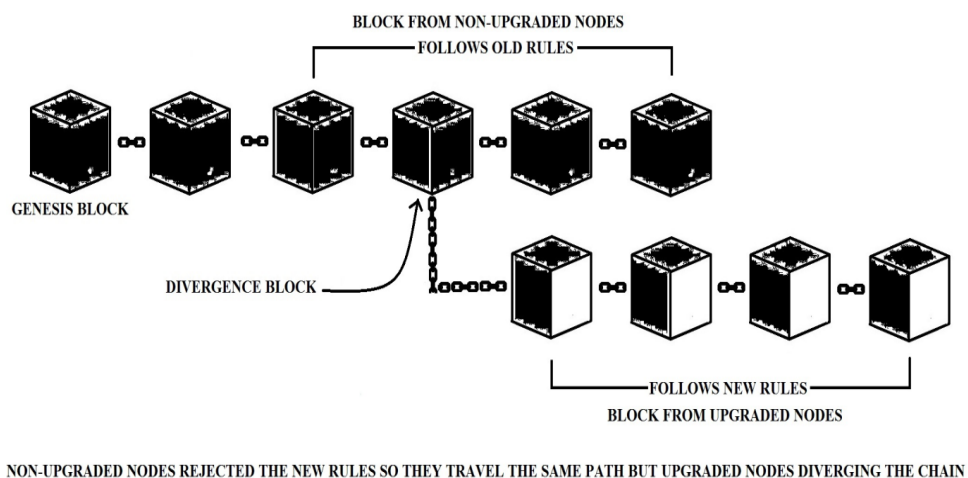 BLOCK FROM NON-UPGRADED NODES
FOLLOWS OLD RULES
GENESIS BLOCK
DIVERGENCE BLOCK
FOLLOWS NEW RULES
BLOCK FROM UPGRADED NODES
NON-UPGRADED NODES REJECTED THE NEW RULES SO THEY TRAVEL THE SAME PATH BUT UPGRADED NODES DIVERGING THE CHAIN